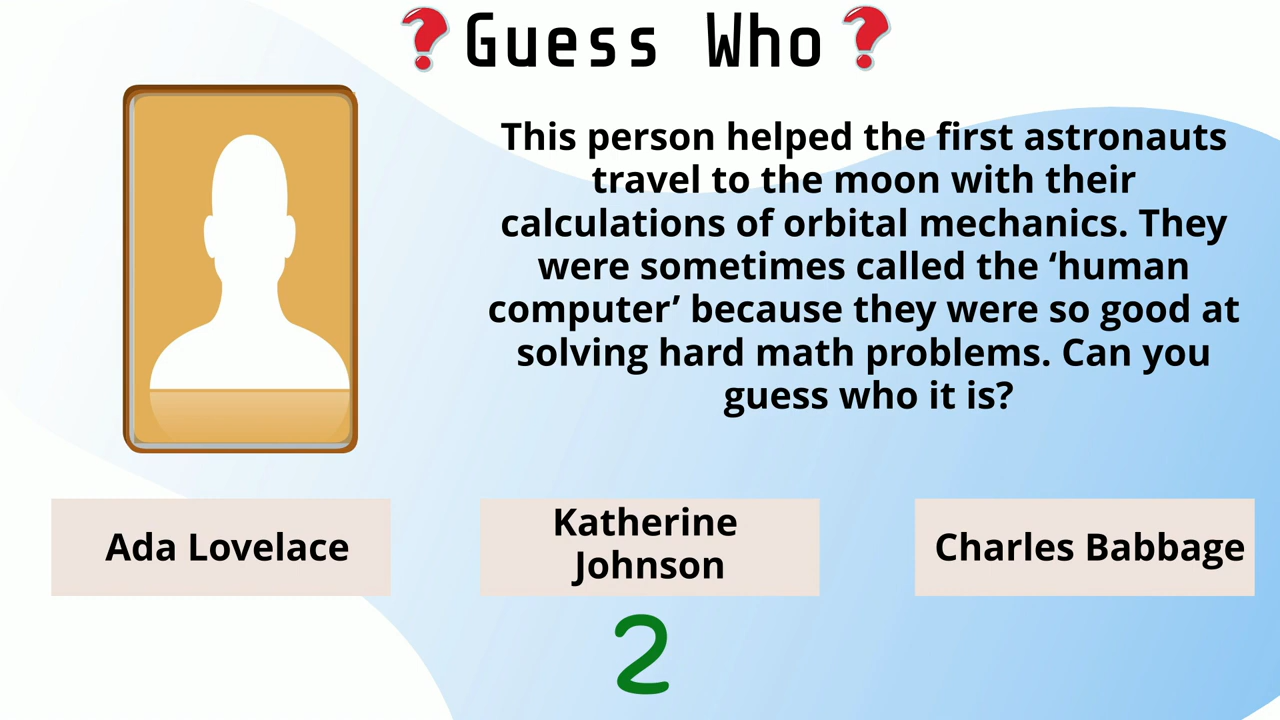 ❓Guess Who❓
This person helped the first astronauts
travel to the moon with their
calculations of orbital mechanics. They
were sometimes called the ‘human
computer’ because they were so good at
solving hard math problems. Can you
guess who it is?
Ada Lovelace
Katherine
Johnson
Charles Babbage
2